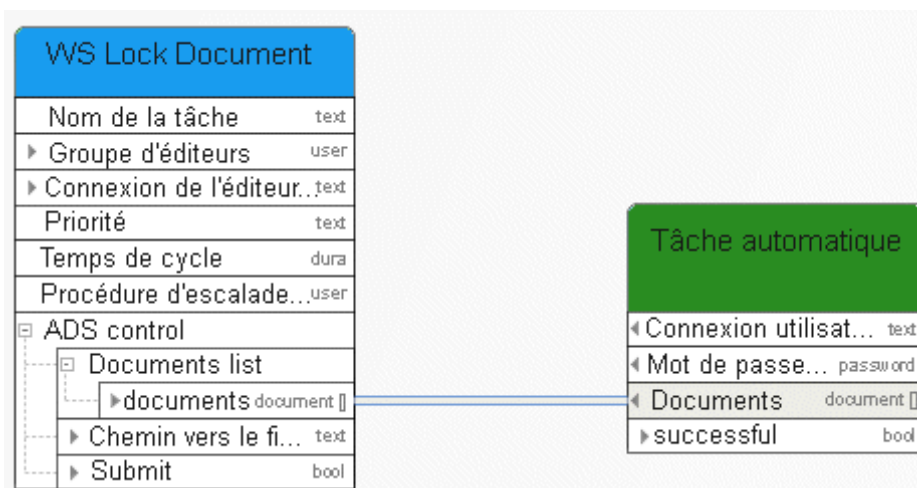 WS Lock Document
Nom de la tâche text
Groupe d'éditeurs user
Connexion de l'éditeur... text
Priorité text
Temps de cycle dura
Procédure d'escalade... user
ADS control
Documents list
documents document []
Chemin vers le fi... text
Submit bool
Tâche automatique
Connexion utilisat... text
Mot de passe... password
Documents document []
successful bool